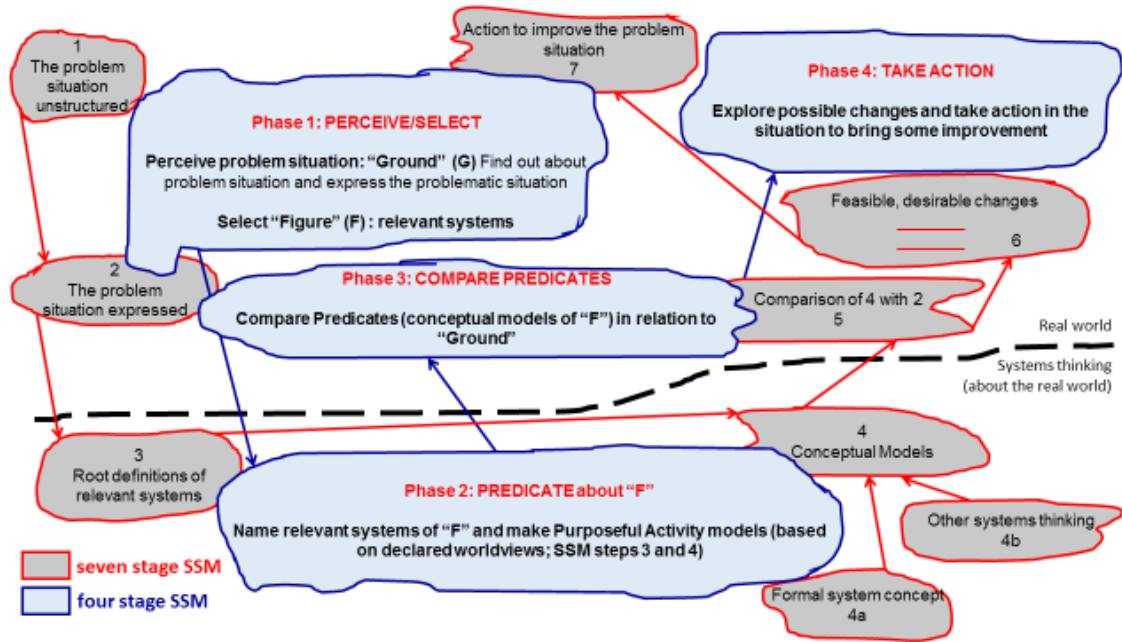 1
The problem
situation
unstructured
Action to improve the problem
situation
7
Phase 4: TAKE ACTION
Explore possible changes and take action in the
situation to bring some improvement
Phase 1: PERCEIVE/SELECT
Perceive problem situation: “Ground” (G) Find out about
problem situation and express the problematic situation
Select “Figure” (F) : relevant systems
Feasible, desirable changes
6
2
The problem
situation expressed
Phase 3: COMPARE PREDICATES
Compare Predicates (conceptual models of “F”) in relation to
“Ground”
Comparison of 4 with 2
5
Real world
Systems thinking
(about the real world)
3
Root definitions of
relevant systems
4
Conceptual Models
Phase 2: PREDICATE about “F”
Name relevant systems of “F” and make Purposeful Activity models (based
on declared worldviews; SSM steps 3 and 4)
Other systems thinking
4b
Formal system concept
4a
seven stage SSM
four stage SSM